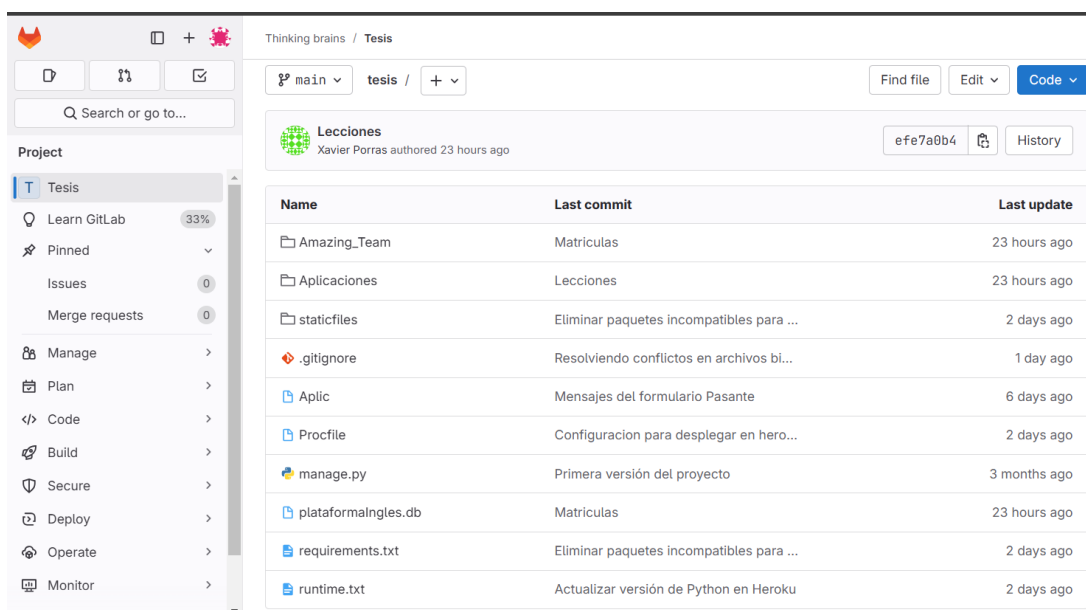 Thinking brains / Tesis
main
tesis /
Find file
Edit
Code
Search or go to...
Lecciones
Xavier Porras authored 23 hours ago
efe7a0b4
History
Project
T Tesis
Learn GitLab 33%
Pinned
Issues 0
Merge requests 0
Manage
Plan
Code
Build
Secure
Deploy
Operate
Monitor
Name Last commit Last update
Amazing_Team Matriculas 23 hours ago
Aplicaciones Lecciones 23 hours ago
staticfiles Eliminar paquetes incompatibles para ... 2 days ago
.gitignore Resolviendo conflictos en archivos bi... 1 day ago
Aplic Mensajes del formulario Pasante 6 days ago
Procfile Configuracion para desplegar en hero... 2 days ago
manage.py Primera versión del proyecto 3 months ago
plataformaIngles.db Matriculas 23 hours ago
requirements.txt Eliminar paquetes incompatibles para ... 2 days ago
runtime.txt Actualizar versión de Python en Heroku 2 days ago